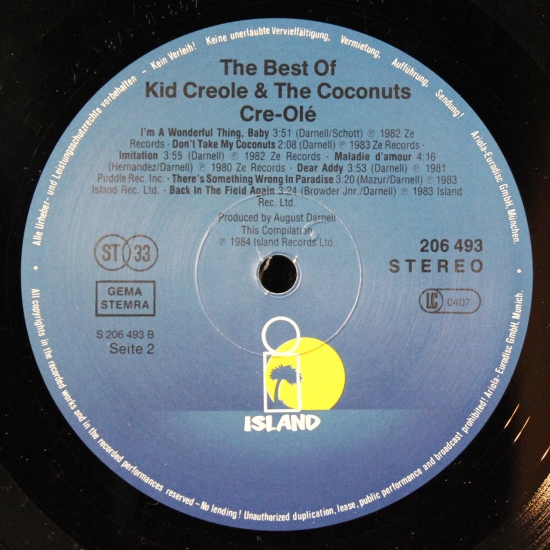 Alle Urheber- und Leistungsschutzrechte vorbehalten – Kein Verleih! Keine unerlaubte Vervielfältigung, Vermietung, Aufführung, Sendung! Ariola-Eurodisc GmbH, München.
The Best Of
Kid Creole & The Coconuts
Cre-Olé
I'm A Wonderful Thing, Baby 3:51 (Darnell/Schott) ℗ 1982 Ze
Records · Don't Take My Coconuts 2:08 (Darnell) ℗ 1983 Ze Records ·
Imitation 3:55 (Darnell) ℗ 1982 Ze Records · Maladie d'amour 4:16
(Hernandez/Darnell) ℗ 1980 Ze Records · Dear Addy 3:53 (Darnell) ℗ 1981
Puddle Rec. Inc. · There's Something Wrong In Paradise 3.20 (Mazur/Darnell) ℗ 1983
Island Rec. Ltd. · Back In The Field Again 3:24 (Browder Jnr./Darnell) ℗ 1983 Island
Rec. Ltd.
Produced by August Darnell
This Compilation
℗ 1984 Island Records Ltd.
ST 33
206 493
STEREO
GEMA
STEMRA
LC 0407
S 206 493 B
Seite 2
ISLAND
All copyrights in the recorded works and in the recorded performances reserved – No lending! Unauthorized duplication, lease, public performance and broadcast prohibited! Ariola-Eurodisc GmbH, Munich.